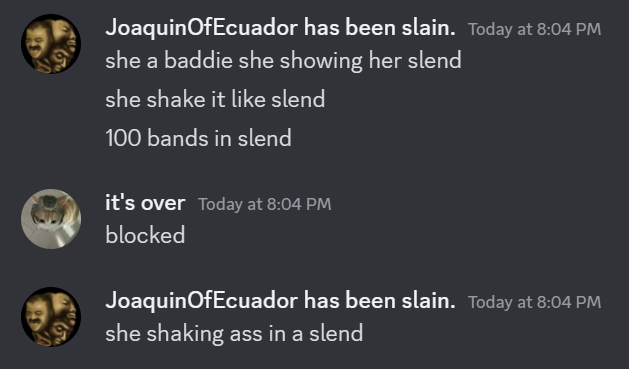 JoaquinOfEcuador has been slain. Today at 8:04 PM
she a baddie she showing her slend
she shake it like slend
100 bands in slend
it's over Today at 8:04 PM
blocked
JoaquinOfEcuador has been slain. Today at 8:04 PM
she shaking ass in a slend